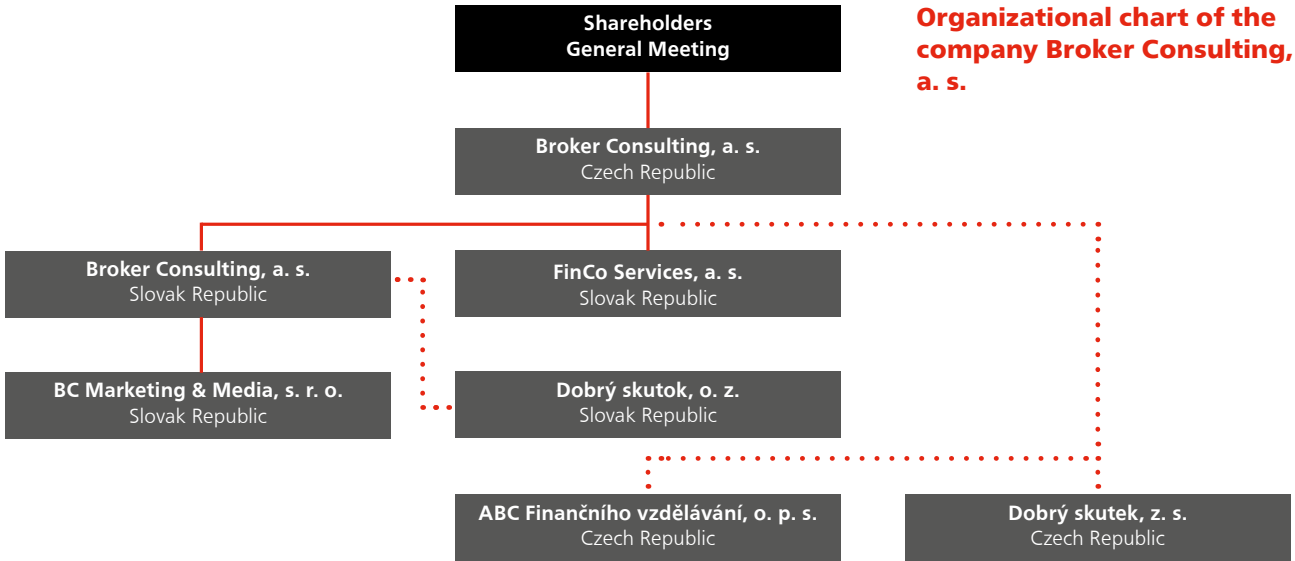 Shareholders
General Meeting
Organizational chart of the
company Broker Consulting,
a. s.
Broker Consulting, a. s.
Czech Republic
Broker Consulting, a. s.
Slovak Republic
FinCo Services, a. s.
Slovak Republic
BC Marketing & Media, s. r. o.
Slovak Republic
Dobrý skutok, o. z.
Slovak Republic
ABC Finančního vzdělávání, o. p. s.
Czech Republic
Dobrý skutek, z. s.
Czech Republic